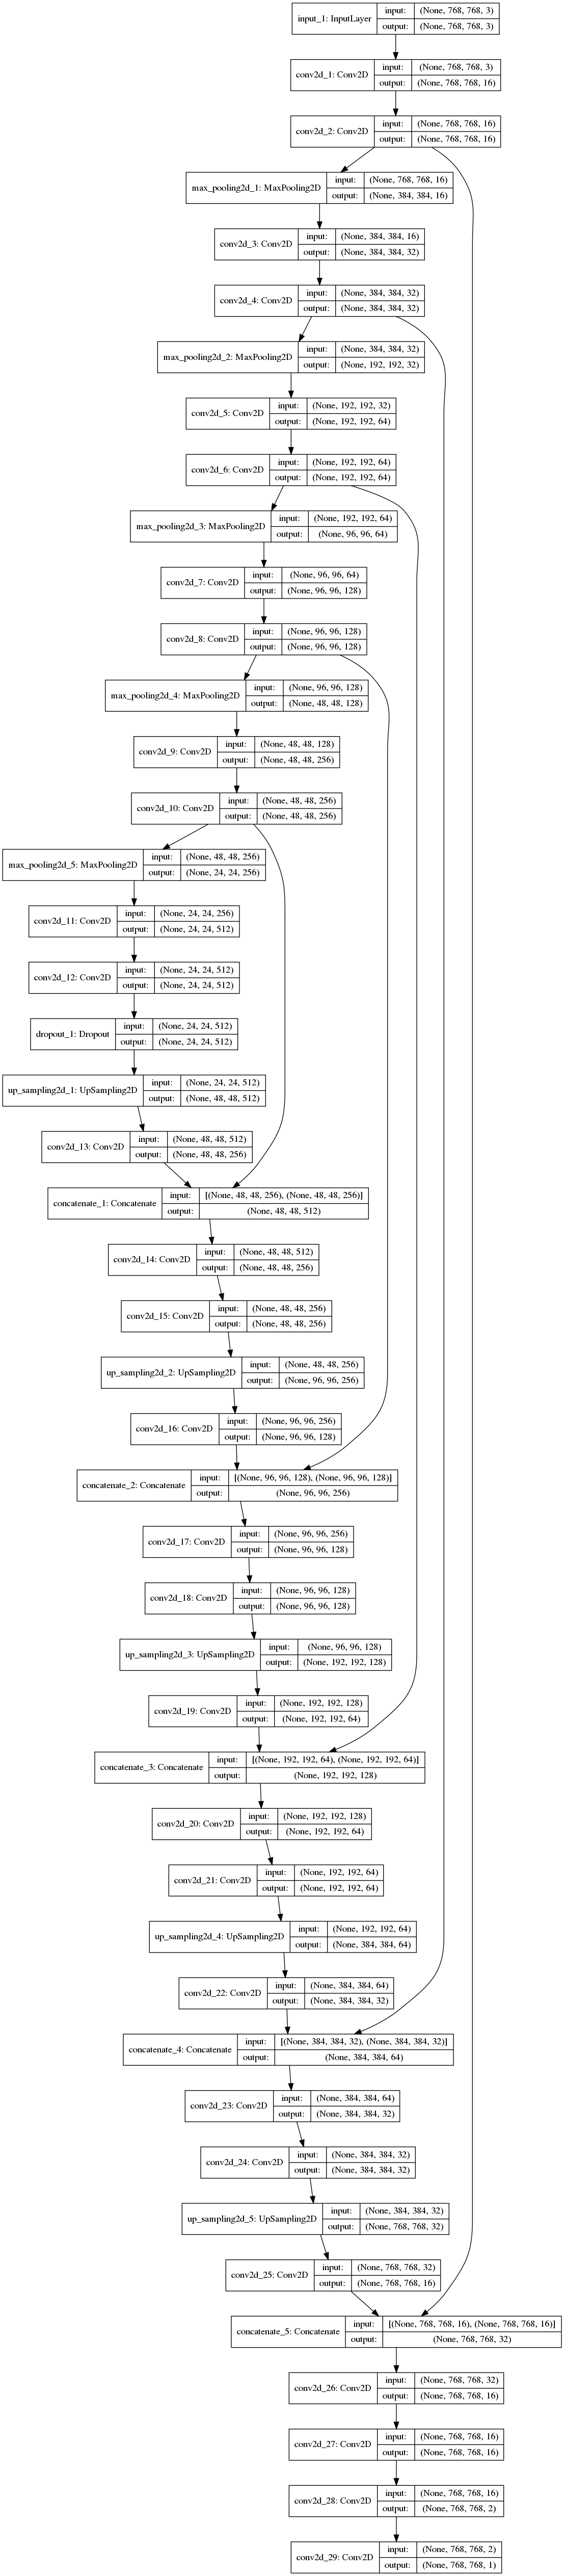 input_1: InputLayer input: (None, 768, 768, 3)
output: (None, 768, 768, 3)
conv2d_1: Conv2D input: (None, 768, 768, 3)
output: (None, 768, 768, 16)
conv2d_2: Conv2D input: (None, 768, 768, 16)
output: (None, 768, 768, 16)
max_pooling2d_1: MaxPooling2D input: (None, 768, 768, 16)
output: (None, 384, 384, 16)
conv2d_3: Conv2D input: (None, 384, 384, 16)
output: (None, 384, 384, 32)
conv2d_4: Conv2D input: (None, 384, 384, 32)
output: (None, 384, 384, 32)
max_pooling2d_2: MaxPooling2D input: (None, 384, 384, 32)
output: (None, 192, 192, 32)
conv2d_5: Conv2D input: (None, 192, 192, 32)
output: (None, 192, 192, 64)
conv2d_6: Conv2D input: (None, 192, 192, 64)
output: (None, 192, 192, 64)
max_pooling2d_3: MaxPooling2D input: (None, 192, 192, 64)
output: (None, 96, 96, 64)
conv2d_7: Conv2D input: (None, 96, 96, 64)
output: (None, 96, 96, 128)
conv2d_8: Conv2D input: (None, 96, 96, 128)
output: (None, 96, 96, 128)
max_pooling2d_4: MaxPooling2D input: (None, 96, 96, 128)
output: (None, 48, 48, 128)
conv2d_9: Conv2D input: (None, 48, 48, 128)
output: (None, 48, 48, 256)
conv2d_10: Conv2D input: (None, 48, 48, 256)
output: (None, 48, 48, 256)
max_pooling2d_5: MaxPooling2D input: (None, 48, 48, 256)
output: (None, 24, 24, 256)
conv2d_11: Conv2D input: (None, 24, 24, 256)
output: (None, 24, 24, 512)
conv2d_12: Conv2D input: (None, 24, 24, 512)
output: (None, 24, 24, 512)
dropout_1: Dropout input: (None, 24, 24, 512)
output: (None, 24, 24, 512)
up_sampling2d_1: UpSampling2D input: (None, 24, 24, 512)
output: (None, 48, 48, 512)
conv2d_13: Conv2D input: (None, 48, 48, 512)
output: (None, 48, 48, 256)
concatenate_1: Concatenate input: [(None, 48, 48, 256), (None, 48, 48, 256)]
output: (None, 48, 48, 512)
conv2d_14: Conv2D input: (None, 48, 48, 512)
output: (None, 48, 48, 256)
conv2d_15: Conv2D input: (None, 48, 48, 256)
output: (None, 48, 48, 256)
up_sampling2d_2: UpSampling2D input: (None, 48, 48, 256)
output: (None, 96, 96, 256)
conv2d_16: Conv2D input: (None, 96, 96, 256)
output: (None, 96, 96, 128)
concatenate_2: Concatenate input: [(None, 96, 96, 128), (None, 96, 96, 128)]
output: (None, 96, 96, 256)
conv2d_17: Conv2D input: (None, 96, 96, 256)
output: (None, 96, 96, 128)
conv2d_18: Conv2D input: (None, 96, 96, 128)
output: (None, 96, 96, 128)
up_sampling2d_3: UpSampling2D input: (None, 96, 96, 128)
output: (None, 192, 192, 128)
conv2d_19: Conv2D input: (None, 192, 192, 128)
output: (None, 192, 192, 64)
concatenate_3: Concatenate input: [(None, 192, 192, 64), (None, 192, 192, 64)]
output: (None, 192, 192, 128)
conv2d_20: Conv2D input: (None, 192, 192, 128)
output: (None, 192, 192, 64)
conv2d_21: Conv2D input: (None, 192, 192, 64)
output: (None, 192, 192, 64)
up_sampling2d_4: UpSampling2D input: (None, 192, 192, 64)
output: (None, 384, 384, 64)
conv2d_22: Conv2D input: (None, 384, 384, 64)
output: (None, 384, 384, 32)
concatenate_4: Concatenate input: [(None, 384, 384, 32), (None, 384, 384, 32)]
output: (None, 384, 384, 64)
conv2d_23: Conv2D input: (None, 384, 384, 64)
output: (None, 384, 384, 32)
conv2d_24: Conv2D input: (None, 384, 384, 32)
output: (None, 384, 384, 32)
up_sampling2d_5: UpSampling2D input: (None, 384, 384, 32)
output: (None, 768, 768, 32)
conv2d_25: Conv2D input: (None, 768, 768, 32)
output: (None, 768, 768, 16)
concatenate_5: Concatenate input: [(None, 768, 768, 16), (None, 768, 768, 16)]
output: (None, 768, 768, 32)
conv2d_26: Conv2D input: (None, 768, 768, 32)
output: (None, 768, 768, 16)
conv2d_27: Conv2D input: (None, 768, 768, 16)
output: (None, 768, 768, 16)
conv2d_28: Conv2D input: (None, 768, 768, 16)
output: (None, 768, 768, 2)
conv2d_29: Conv2D input: (None, 768, 768, 2)
output: (None, 768, 768, 1)